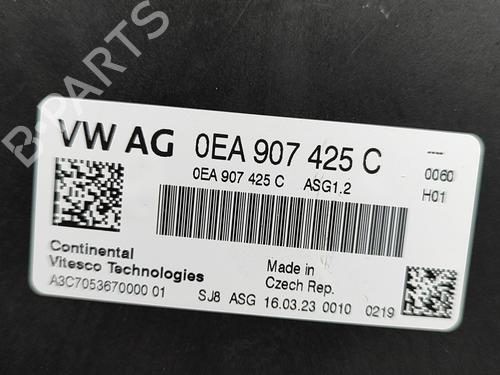 B-PARTS
VW AG 0EA 907 425 C
0EA 907 425 C ASG1.2
0060
H01
Continental
Vitesco Technologies
Made in
Czech Rep.
A3C7053670000 01
SJ8 ASG 16.03.23 0010 0219